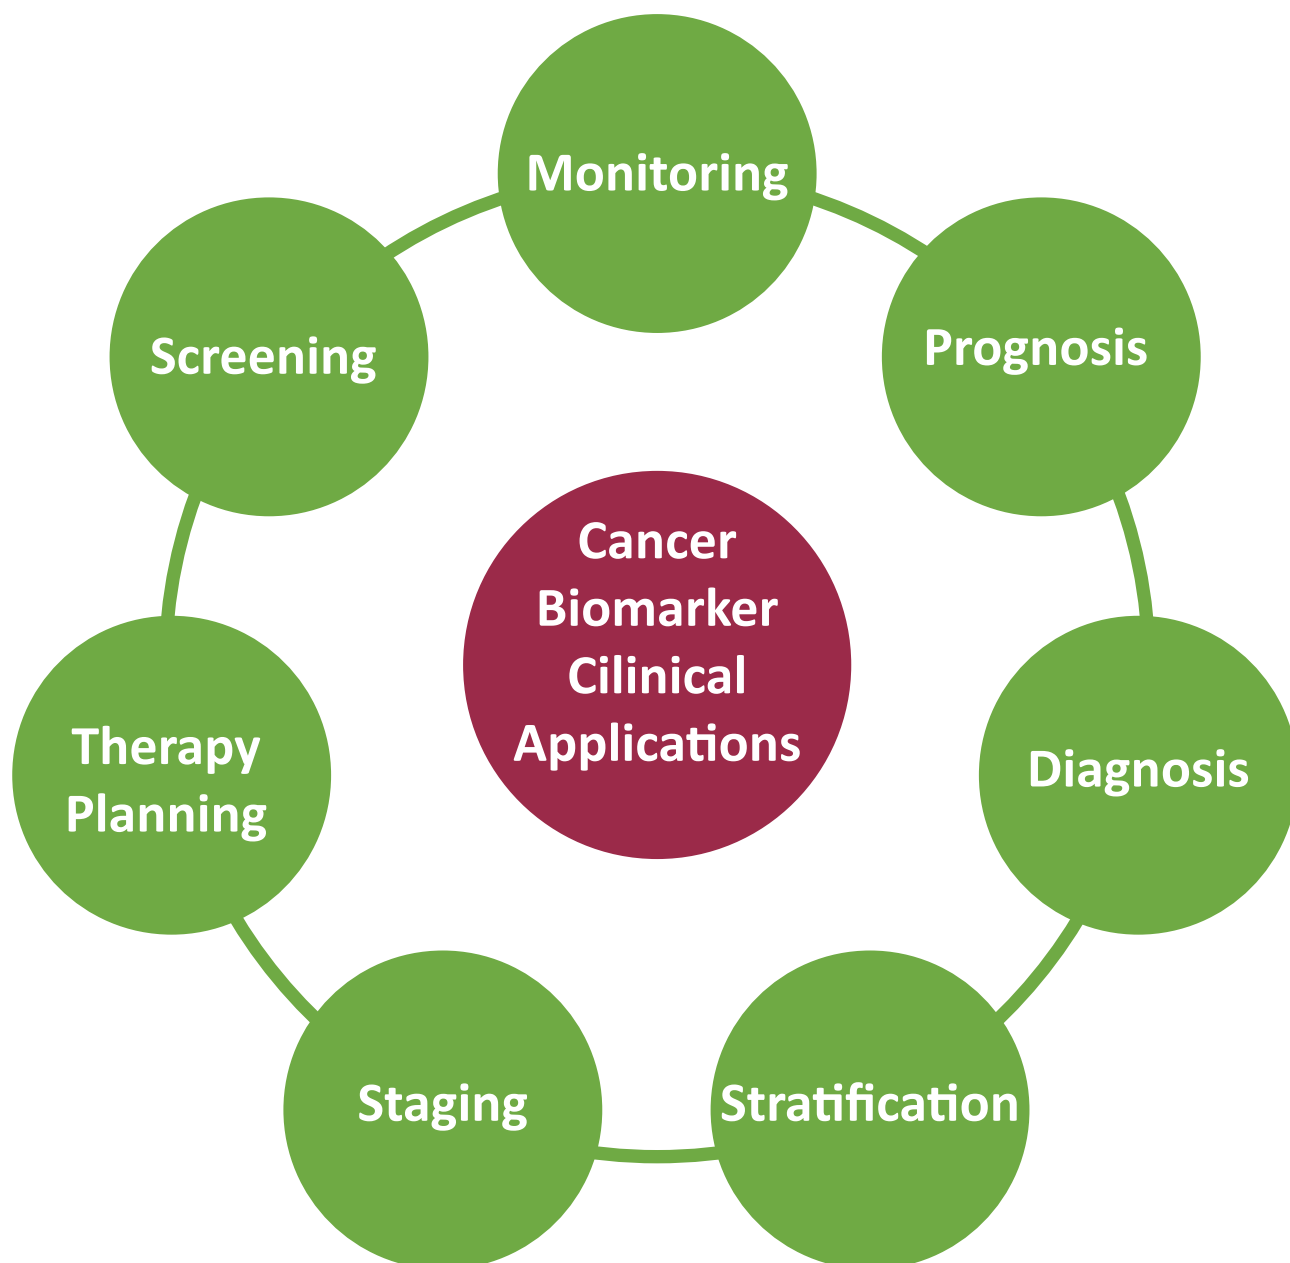 Monitoring
Screening
Prognosis
Cancer
Biomarker
Cilinical
Applications
Therapy
Planning
Diagnosis
Staging
Stratification